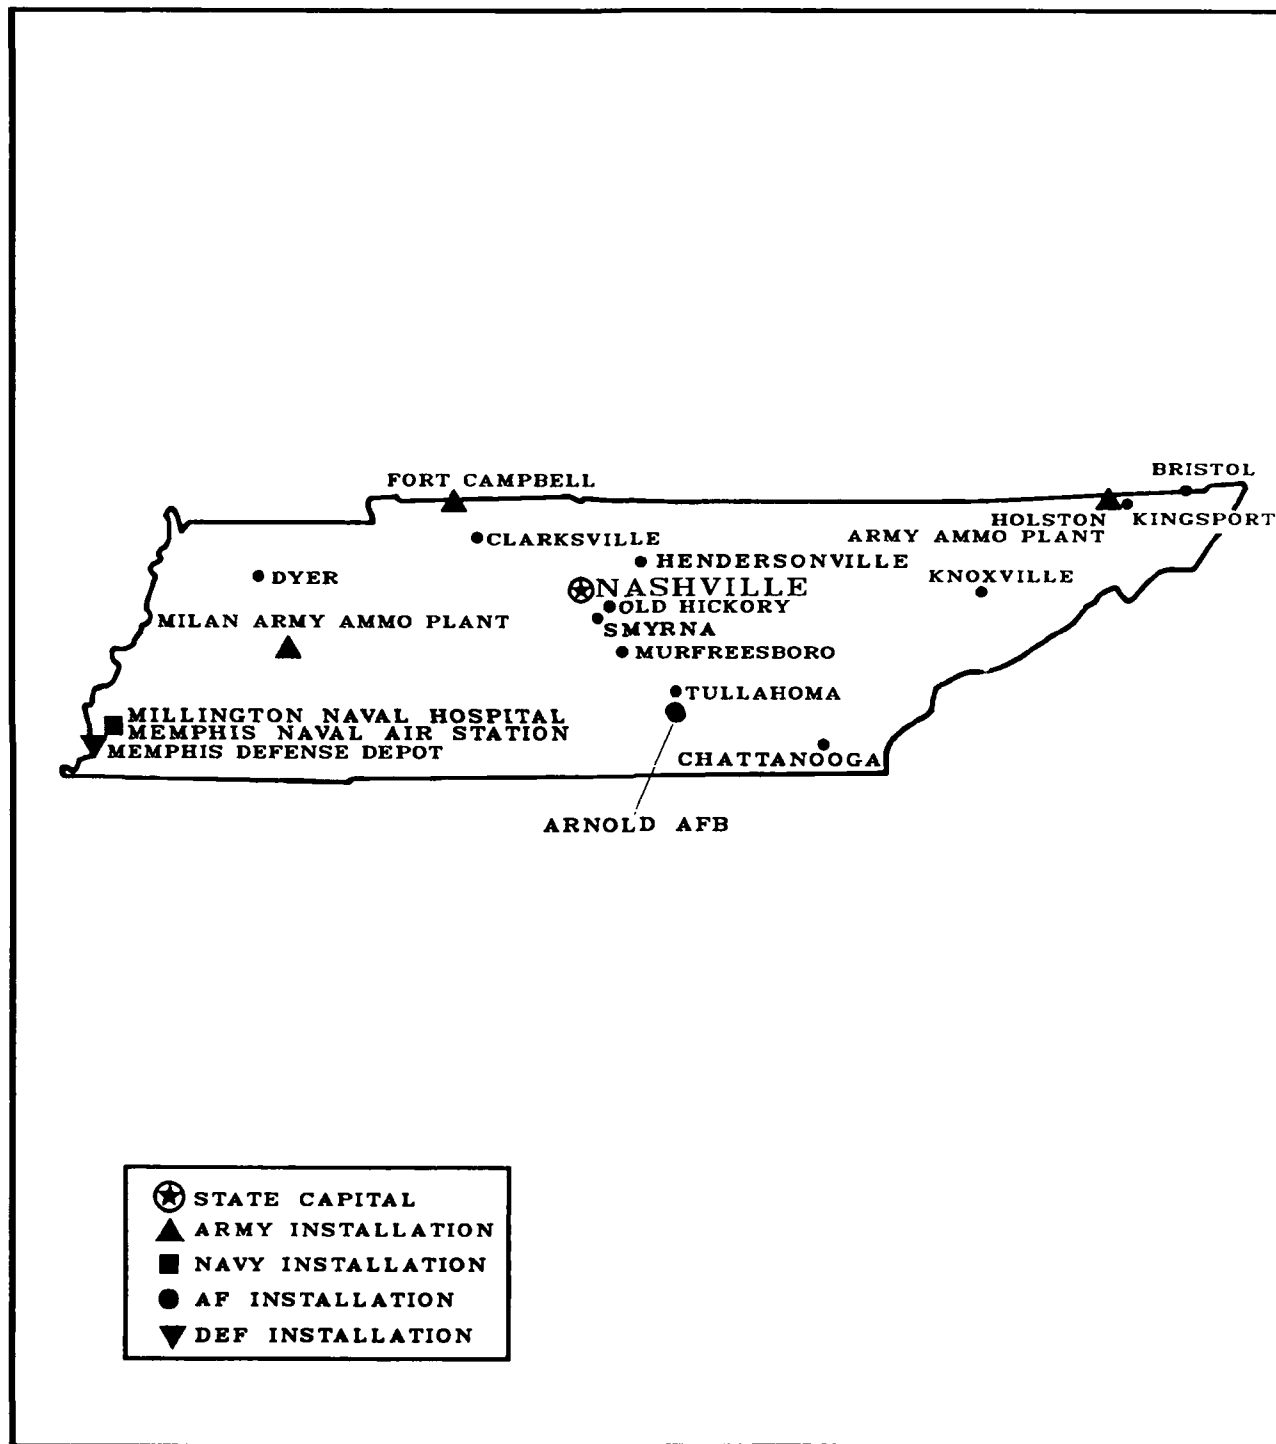 BRISTOL
FORT CAMPBELL
HOLSTON
ARMY AMMO PLANT
KINGSPORT
CLARKSVILLE
HENDERSONVILLE
KNOXVILLE
DYER
NASHVILLE
OLD HICKORY
MILAN ARMY AMMO PLANT
SMYRNA
MURFREESBORO
TULLAHOMA
MILLINGTON NAVAL HOSPITAL
MEMPHIS NAVAL AIR STATION
MEMPHIS DEFENSE DEPOT
CHATTANOOGA
ARNOLD AFB
STATE CAPITAL
ARMY INSTALLATION
NAVY INSTALLATION
AF INSTALLATION
DEF INSTALLATION